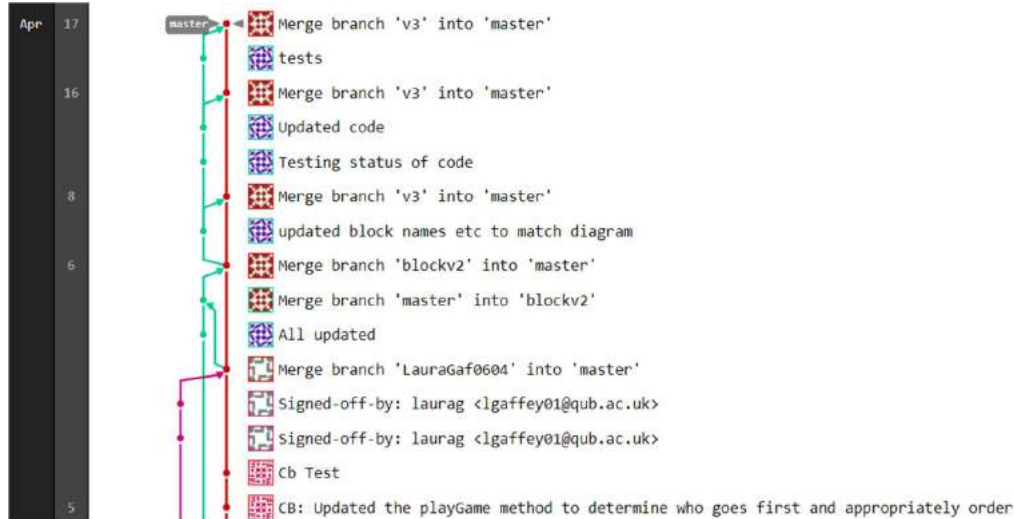 Apr 17 master Merge branch 'v3' into 'master'
tests
16 Merge branch 'v3' into 'master'
Updated code
Testing status of code
8 Merge branch 'v3' into 'master'
updated block names etc to match diagram
6 Merge branch 'blockv2' into 'master'
Merge branch 'master' into 'blockv2'
All updated
Merge branch 'LauraGaf0604' into 'master'
Signed-off-by: laurag <lgaffey01@qub.ac.uk>
Signed-off-by: laurag <lgaffey01@qub.ac.uk>
Cb Test
5 CB: Updated the playGame method to determine who goes first and appropriately order